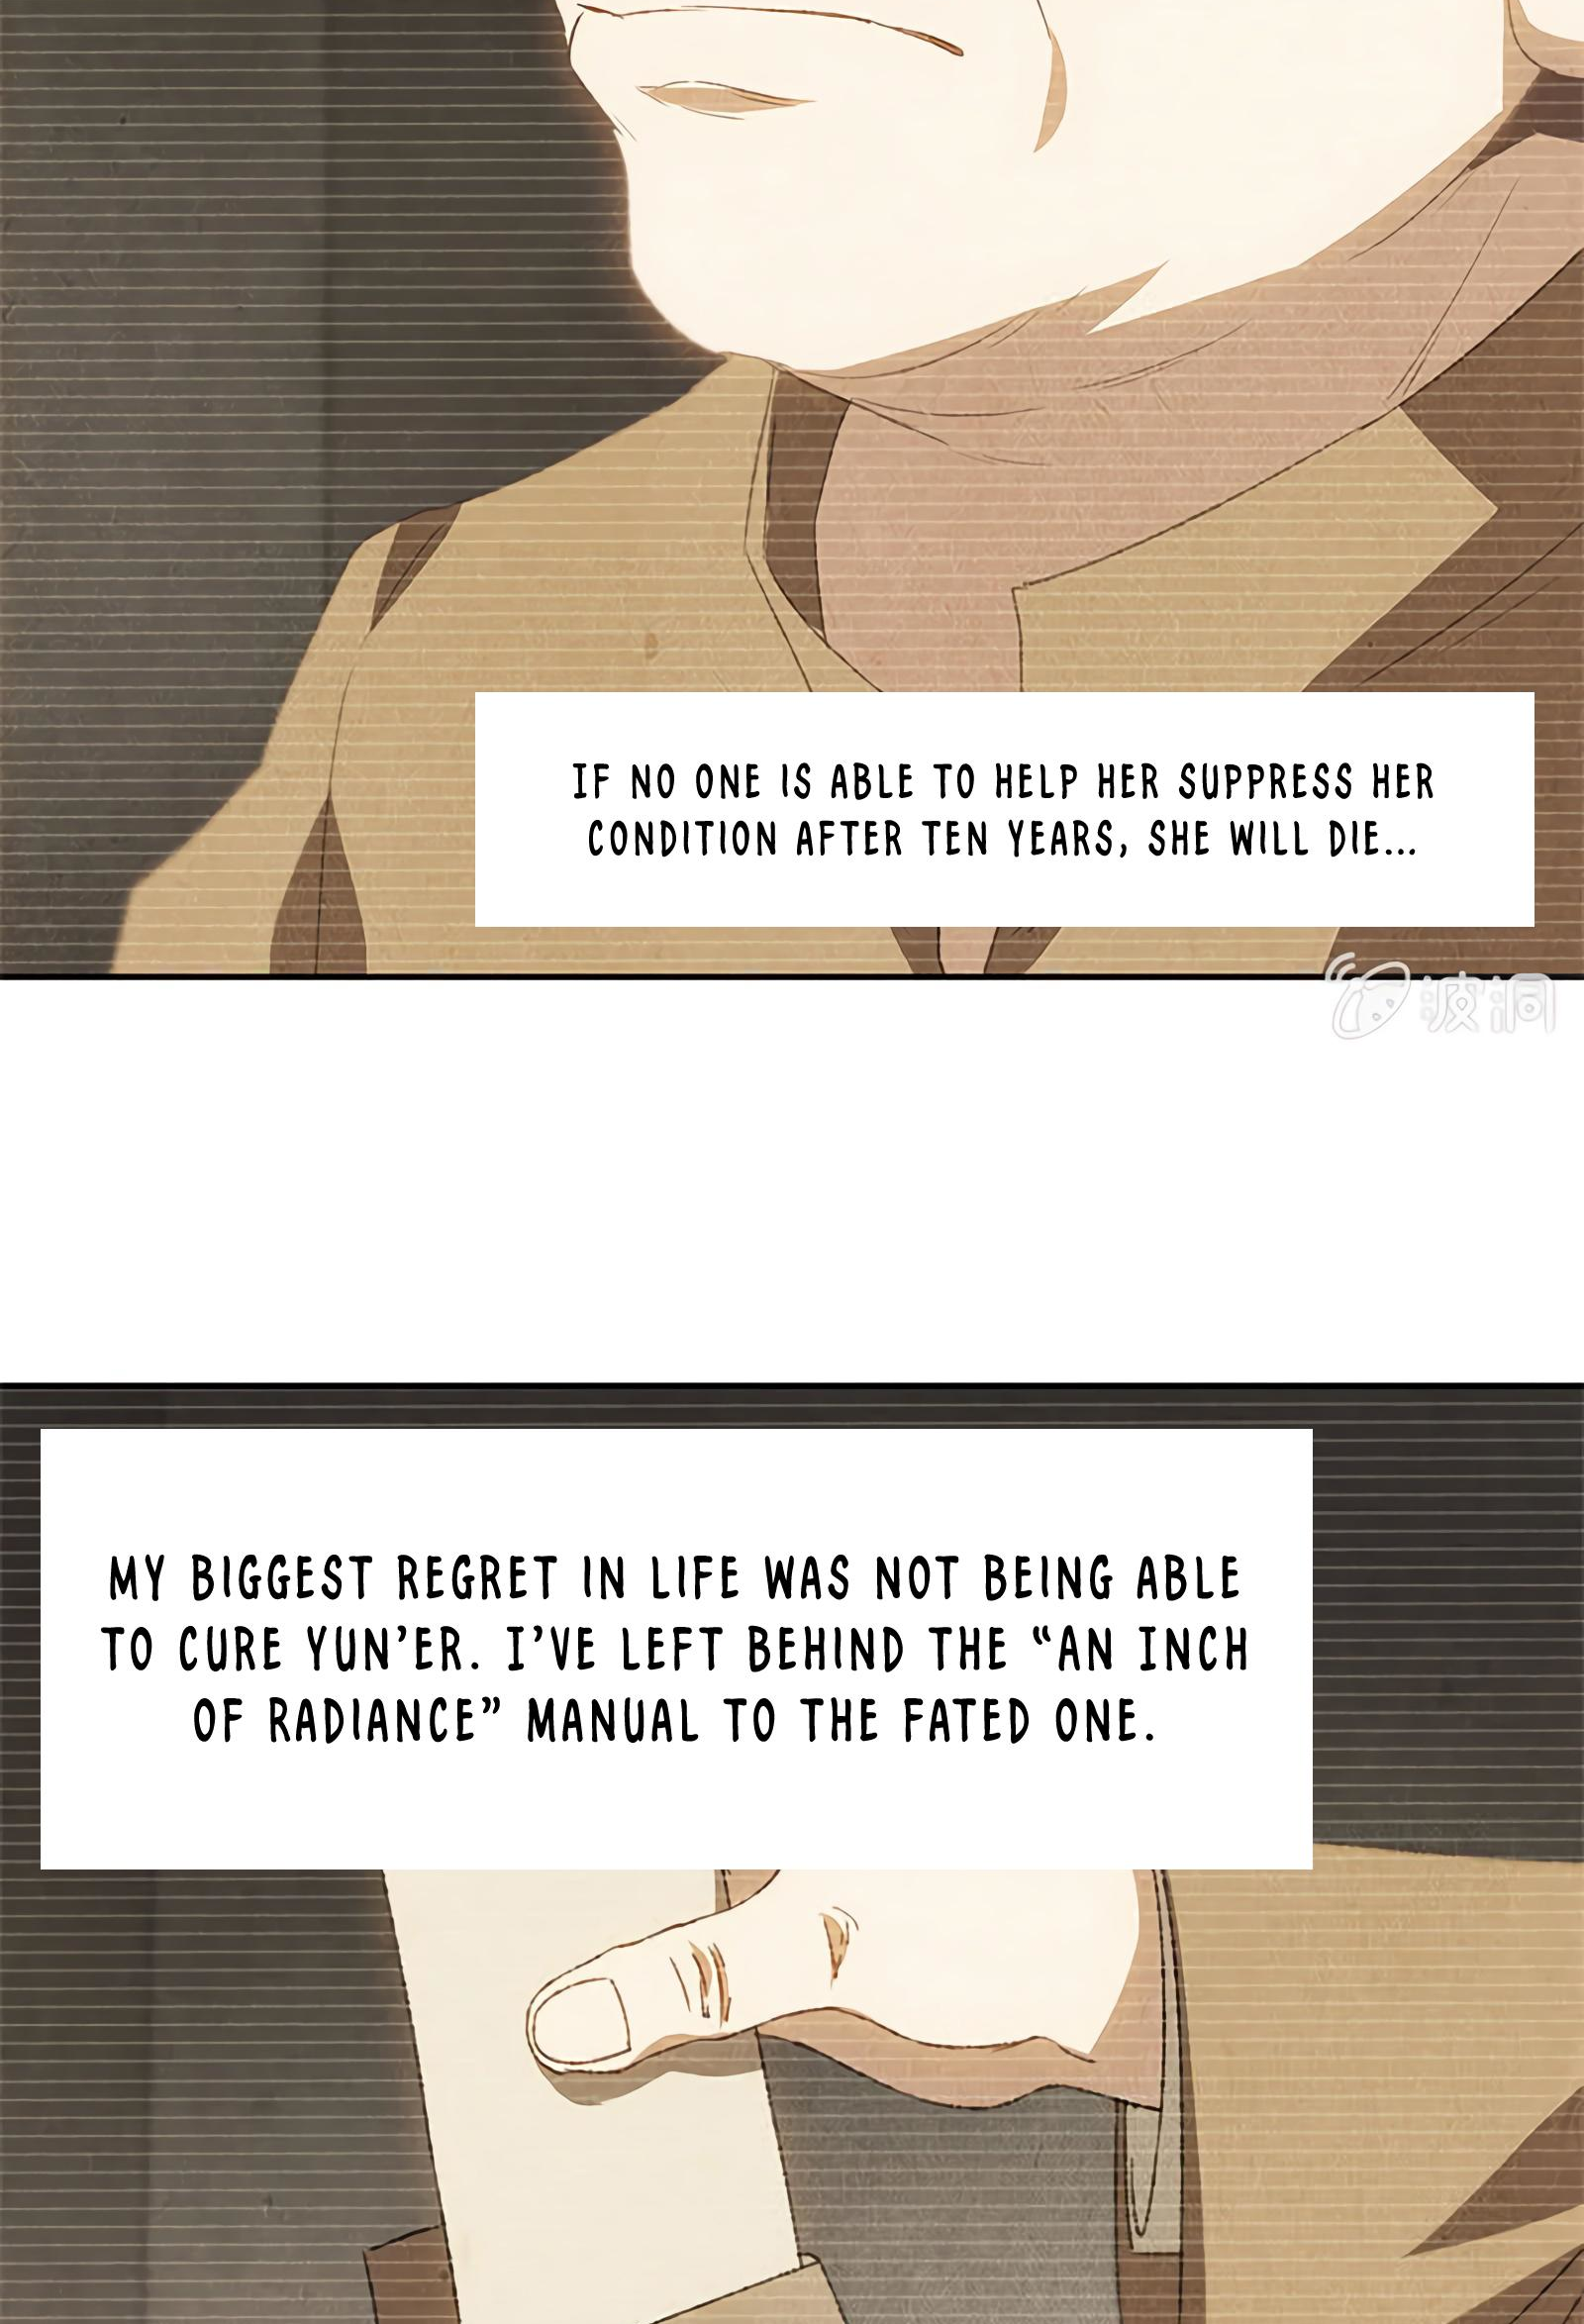 IF NO ONE IS ABLE TO HELP HER SUPPRESS HER
CONDITION AFTER TEN YEARS, SHE WILL DIE...
波洞
MY BIGGEST REGRET IN LIFE WAS NOT BEING ABLE
TO CURE YUN'ER. I'VE LEFT BEHIND THE “AN INCH
OF RADIANCE” MANUAL TO THE FATED ONE.